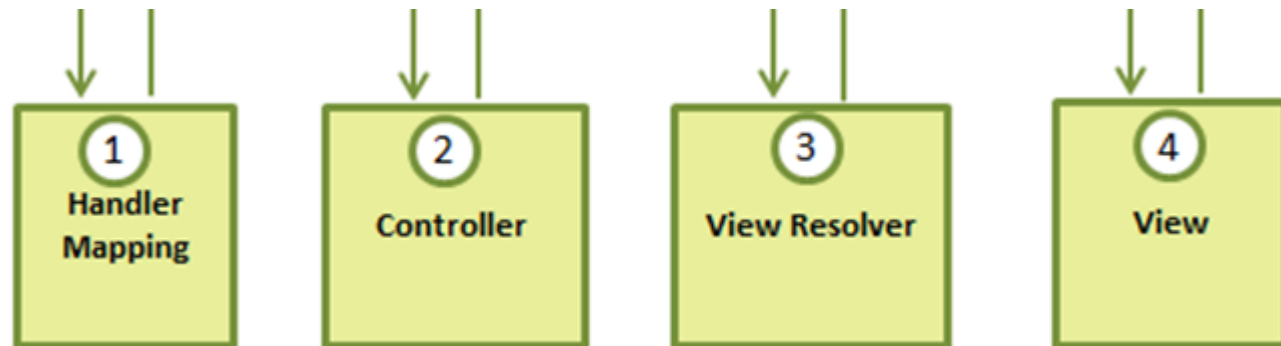 1
Handler
Mapping
2
Controller
3
View Resolver
4
View